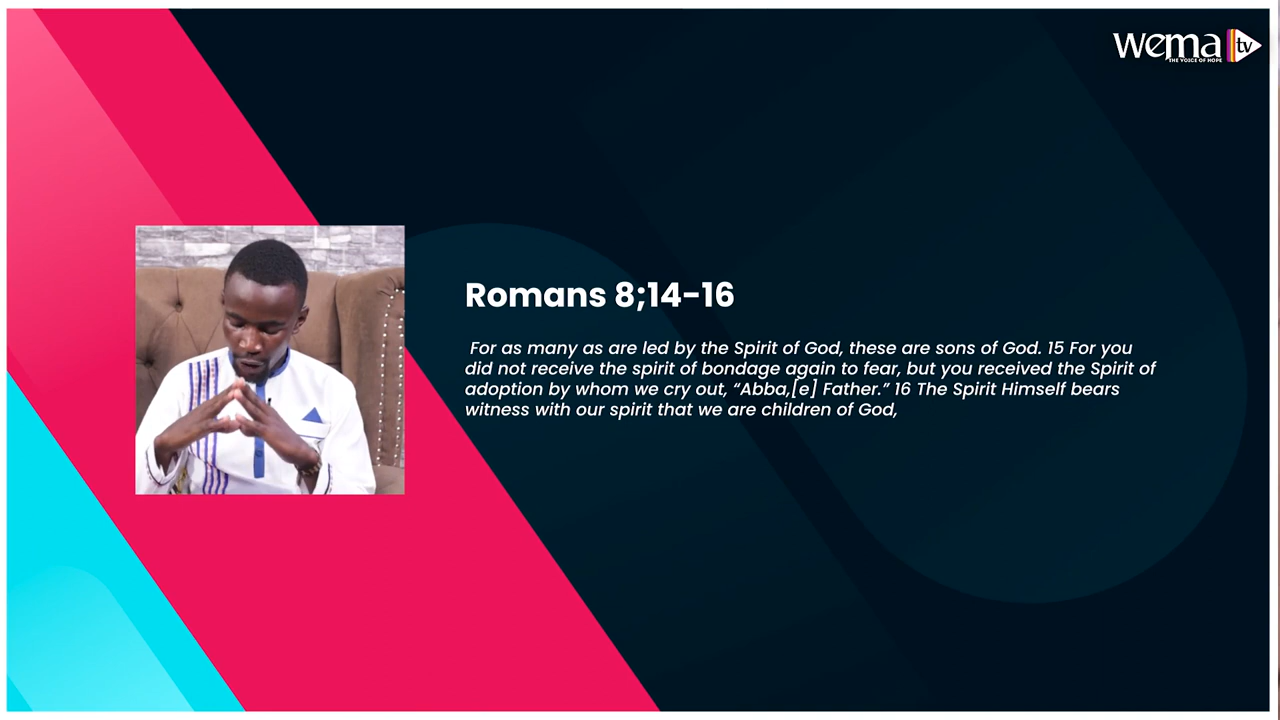 Wema tv
THE VOICE OF HOPE
Romans 8;14-16
For as many as are led by the Spirit of God, these are sons of God. 15 For you
did not receive the spirit of bondage again to fear, but you received the Spirit of
adoption by whom we cry out, “Abba,[e] Father.” 16 The Spirit Himself bears
witness with our spirit that we are children of God,